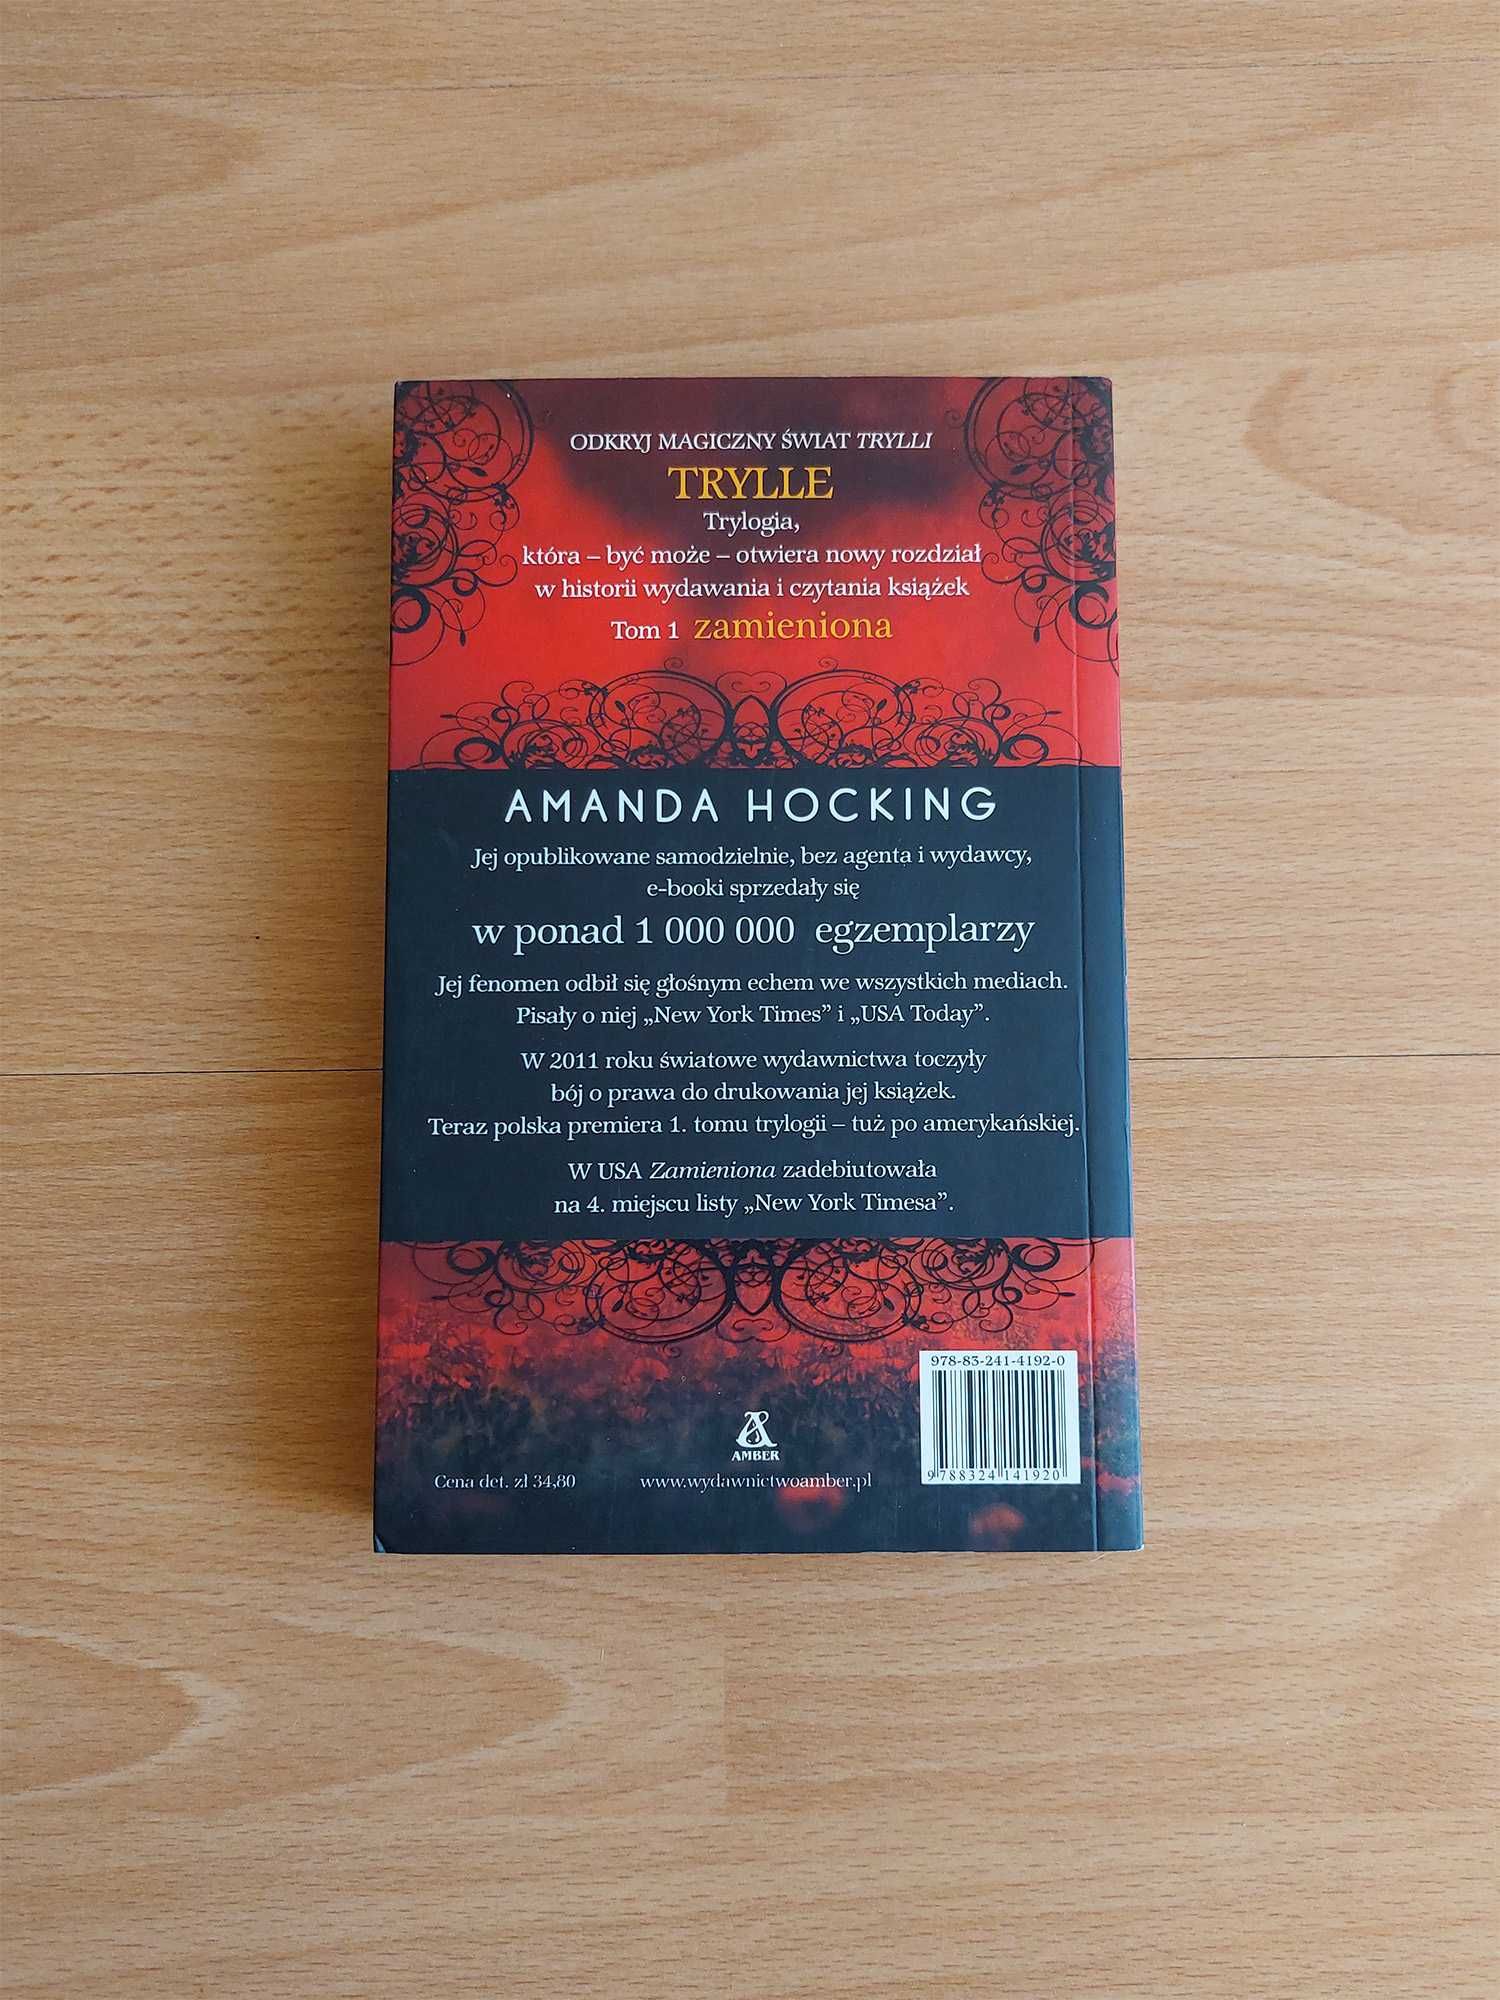 ODKRYJ MAGICZNY ŚWIAT TRYLLI
TRYLLE
Trylogia,
która – być może – otwiera nowy rozdział
w historii wydawania i czytania książek
Tom 1 zamieniona
AMANDA HOCKING
Jej opublikowane samodzielnie, bez agenta i wydawcy,
e-booki sprzedały się
w ponad 1 000 000 egzemplarzy
Jej fenomen odbił się głośnym echem we wszystkich mediach.
Pisały o niej „New York Times” i „USA Today”.
W 2011 roku światowe wydawnictwa toczyły
bój o prawa do drukowania jej książek.
Teraz polska premiera 1. tomu trylogii – tuż po amerykańskiej.
W USA Zamieniona zadebiutowała
na 4. miejscu listy „New York Timesa”.
978-83-241-4192-0
9 788324 141920
AMBER
Cena det. zł 34,80
www.wydawnictwoamber.pl